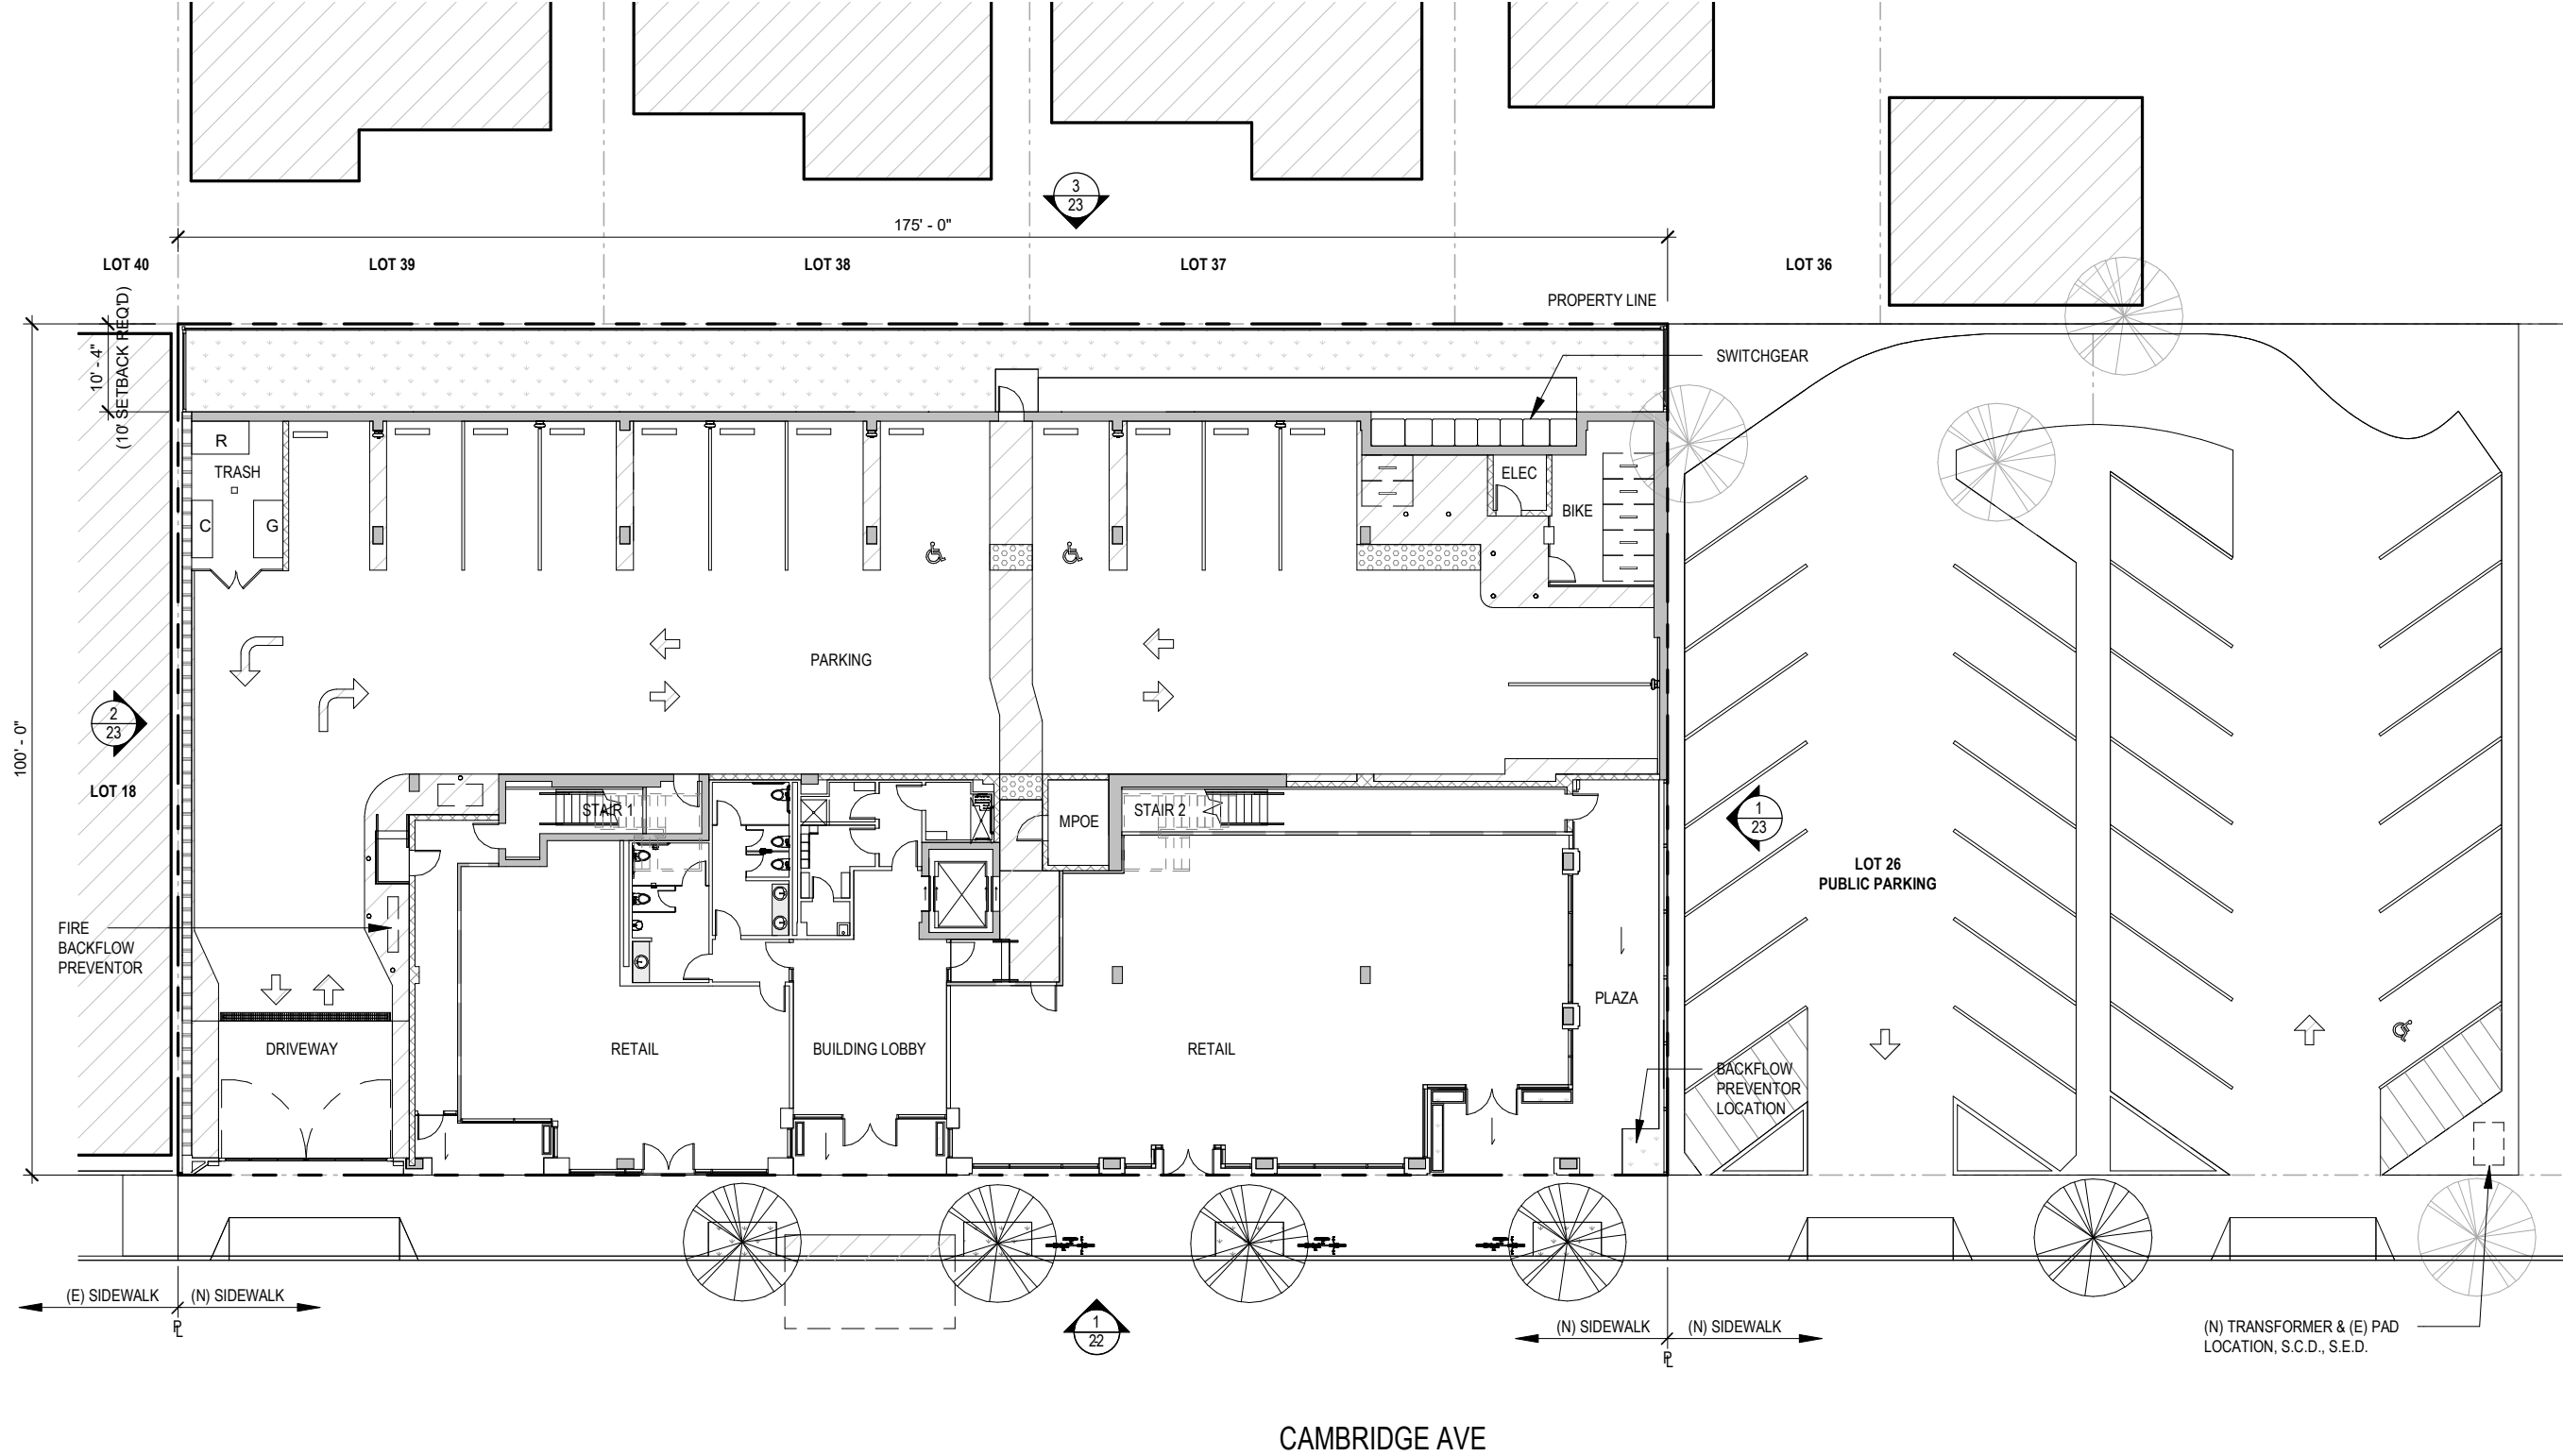 3
23
175' - 0"
LOT 40
LOT 39
LOT 38
LOT 37
LOT 36
PROPERTY LINE
10' - 4"
(10' SETBACK REQ'D)
SWITCHGEAR
R
TRASH
C
G
ELEC
BIKE
PARKING
2
23
100' - 0"
LOT 18
STAIR 1
MPOE
STAIR 2
1
23
LOT 26
PUBLIC PARKING
FIRE
BACKFLOW
PREVENTOR
PLAZA
DRIVEWAY
RETAIL
BUILDING LOBBY
RETAIL
BACKFLOW
PREVENTOR
LOCATION
(E) SIDEWALK
(N) SIDEWALK
PL
1
22
(N) SIDEWALK
(N) SIDEWALK
PL
(N) TRANSFORMER & (E) PAD
LOCATION, S.C.D., S.E.D.
CAMBRIDGE AVE